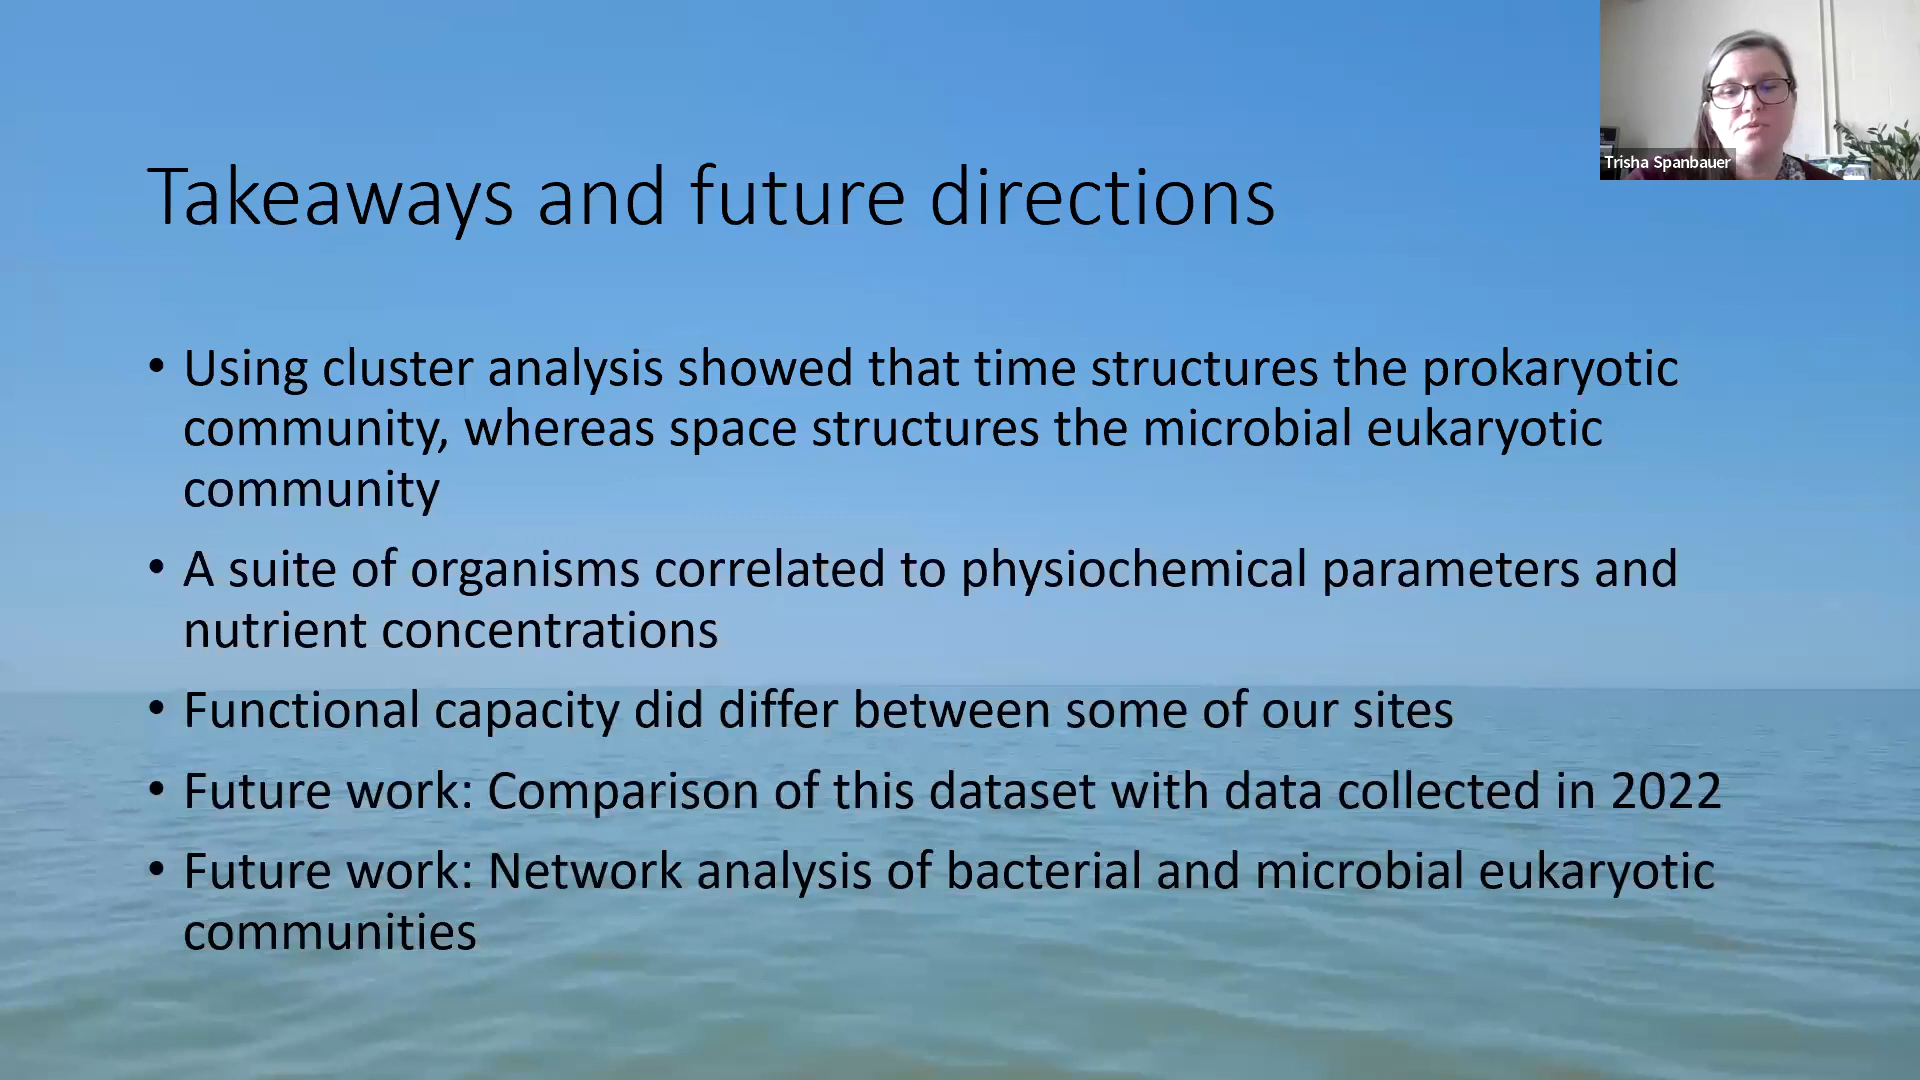 Trisha Spanbauer
Takeaways and future directions
• Using cluster analysis showed that time structures the prokaryotic
community, whereas space structures the microbial eukaryotic
community
• A suite of organisms correlated to physiochemical parameters and
nutrient concentrations
• Functional capacity did differ between some of our sites
• Future work: Comparison of this dataset with data collected in 2022
• Future work: Network analysis of bacterial and microbial eukaryotic
communities